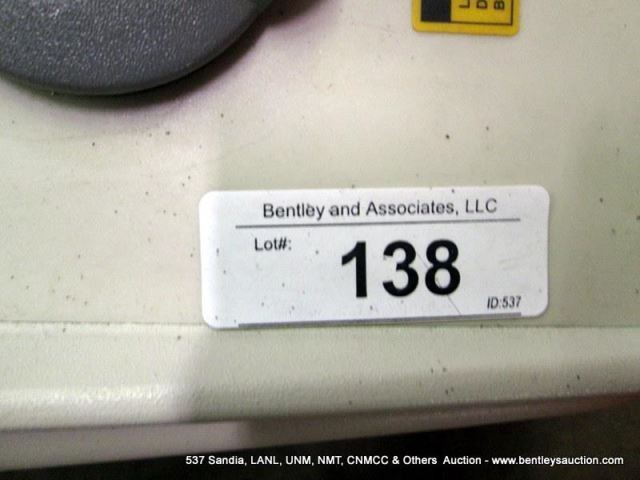 L
D
B
Bentley and Associates, LLC
Lot#:
138
ID:537
537 Sandia, LANL, UNM, NMT, CNMCC & Others Auction - www.bentleysauction.com